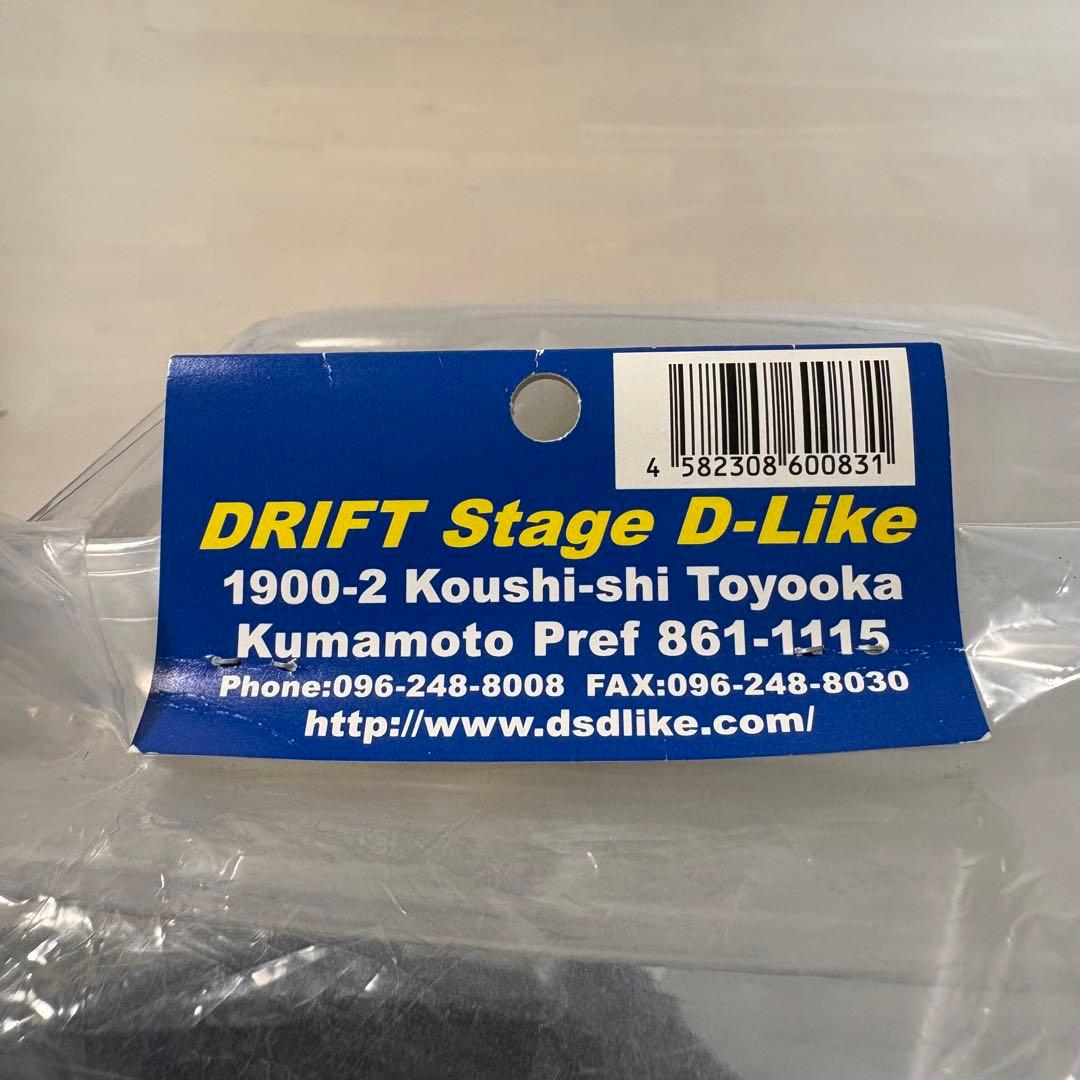 4 582308 600831
DRIFT Stage D-Like
1900-2 Koushi-shi Toyooka
Kumamoto Pref 861-1115
Phone:096-248-8008 FAX:096-248-8030
http://www.dsdlike.com/